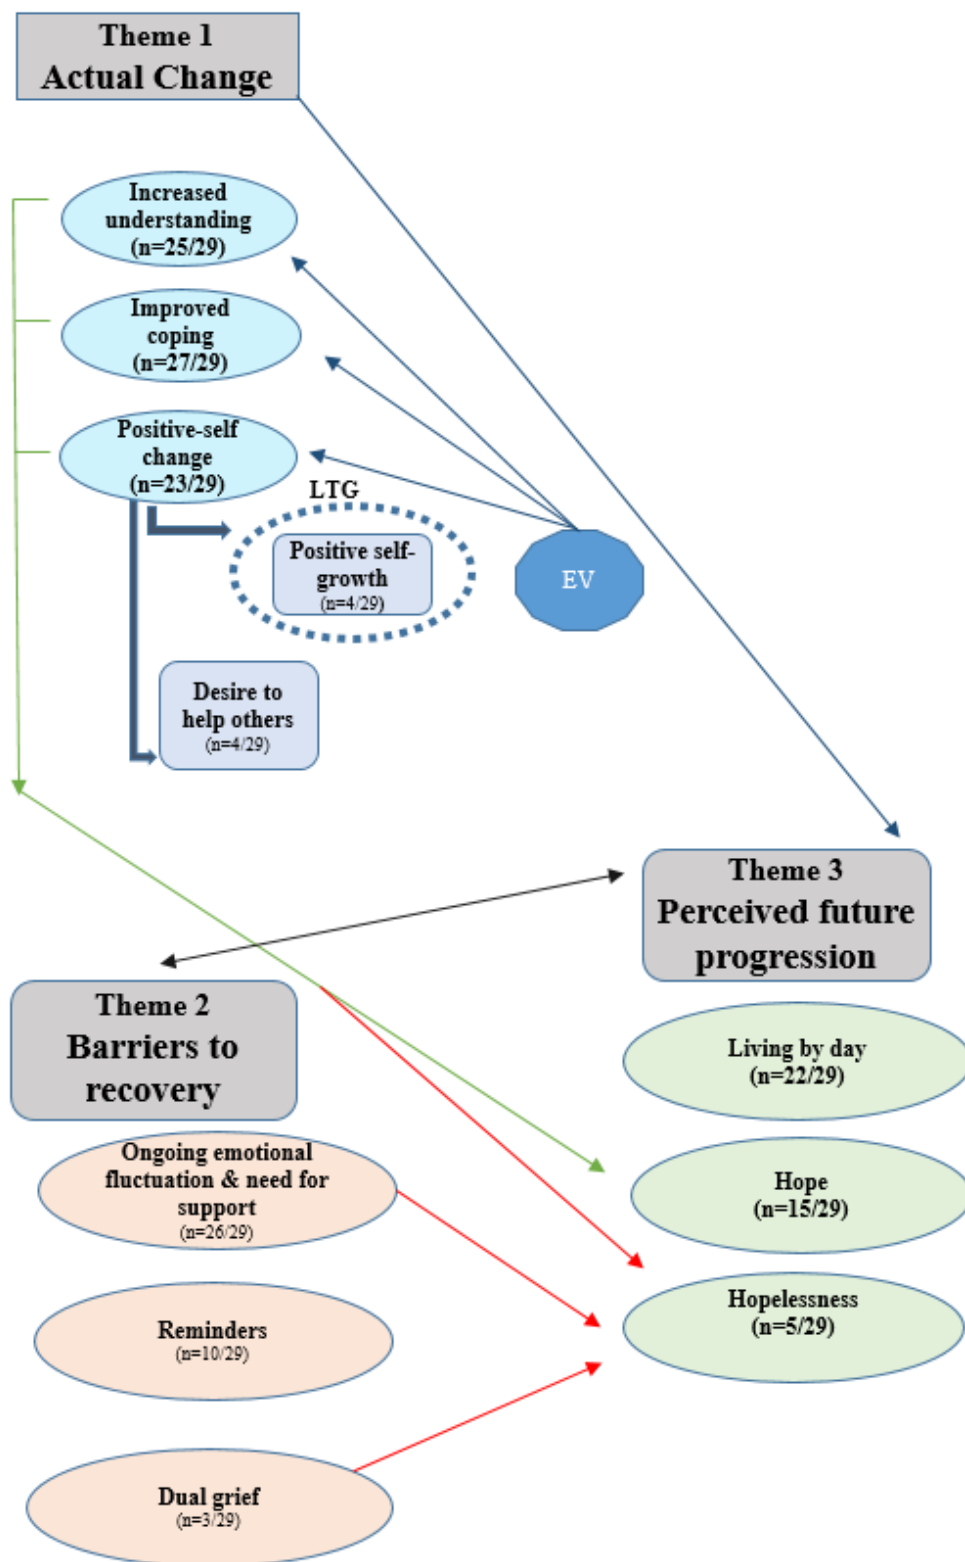 Theme 1
Actual Change
Increased
understanding
(n=25/29)
Improved
coping
(n=27/29)
Positive-self
change
(n=23/29)
LTG
Positive self-
growth
(n=4/29)
EV
Desire to
help others
(n=4/29)
Theme 3
Perceived future
progression
Theme 2
Barriers to
recovery
Living by day
(n=22/29)
Ongoing emotional
fluctuation & need for
support
(n=26/29)
Hope
(n=15/29)
Hopelessness
(n=5/29)
Reminders
(n=10/29)
Dual grief
(n=3/29)